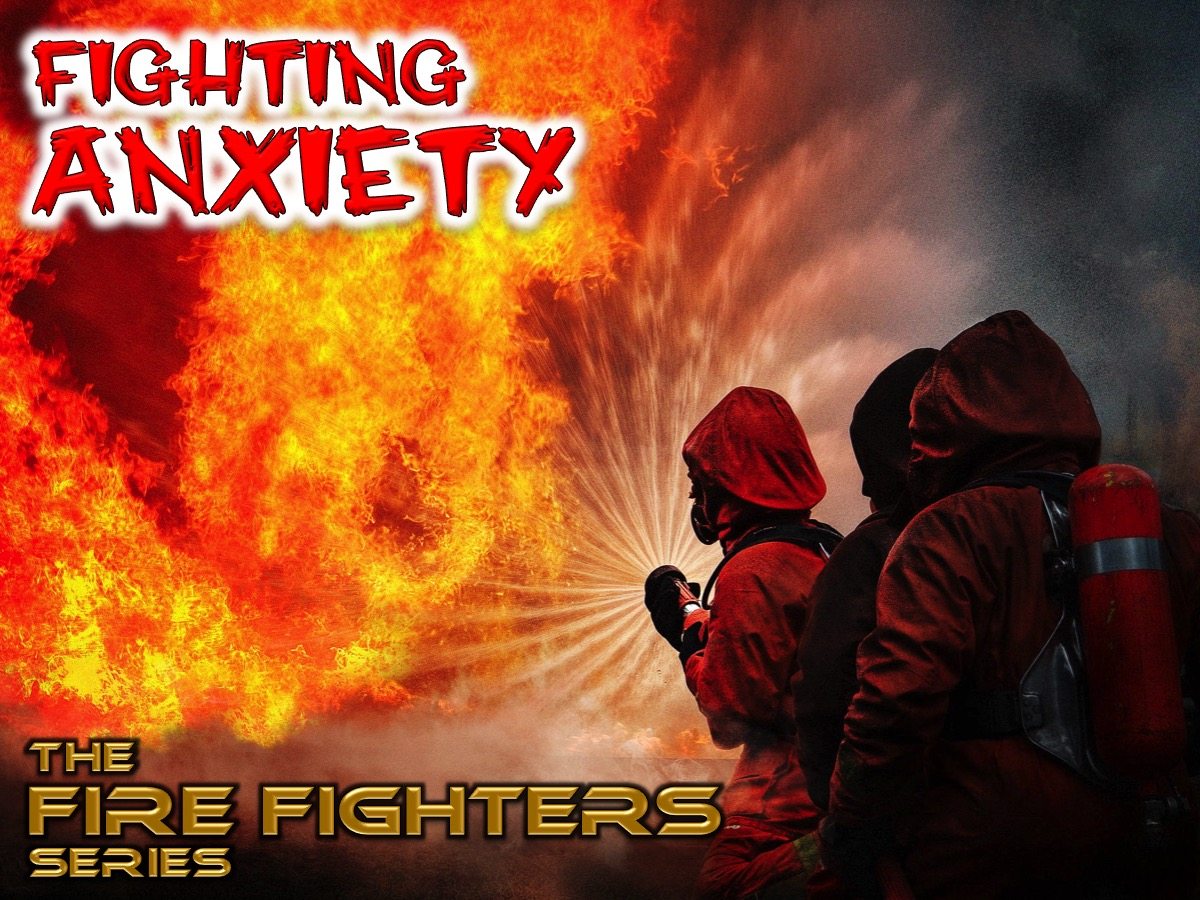 FIGHTING
ANXIETY
THE
FIRE FIGHTERS
SERIES